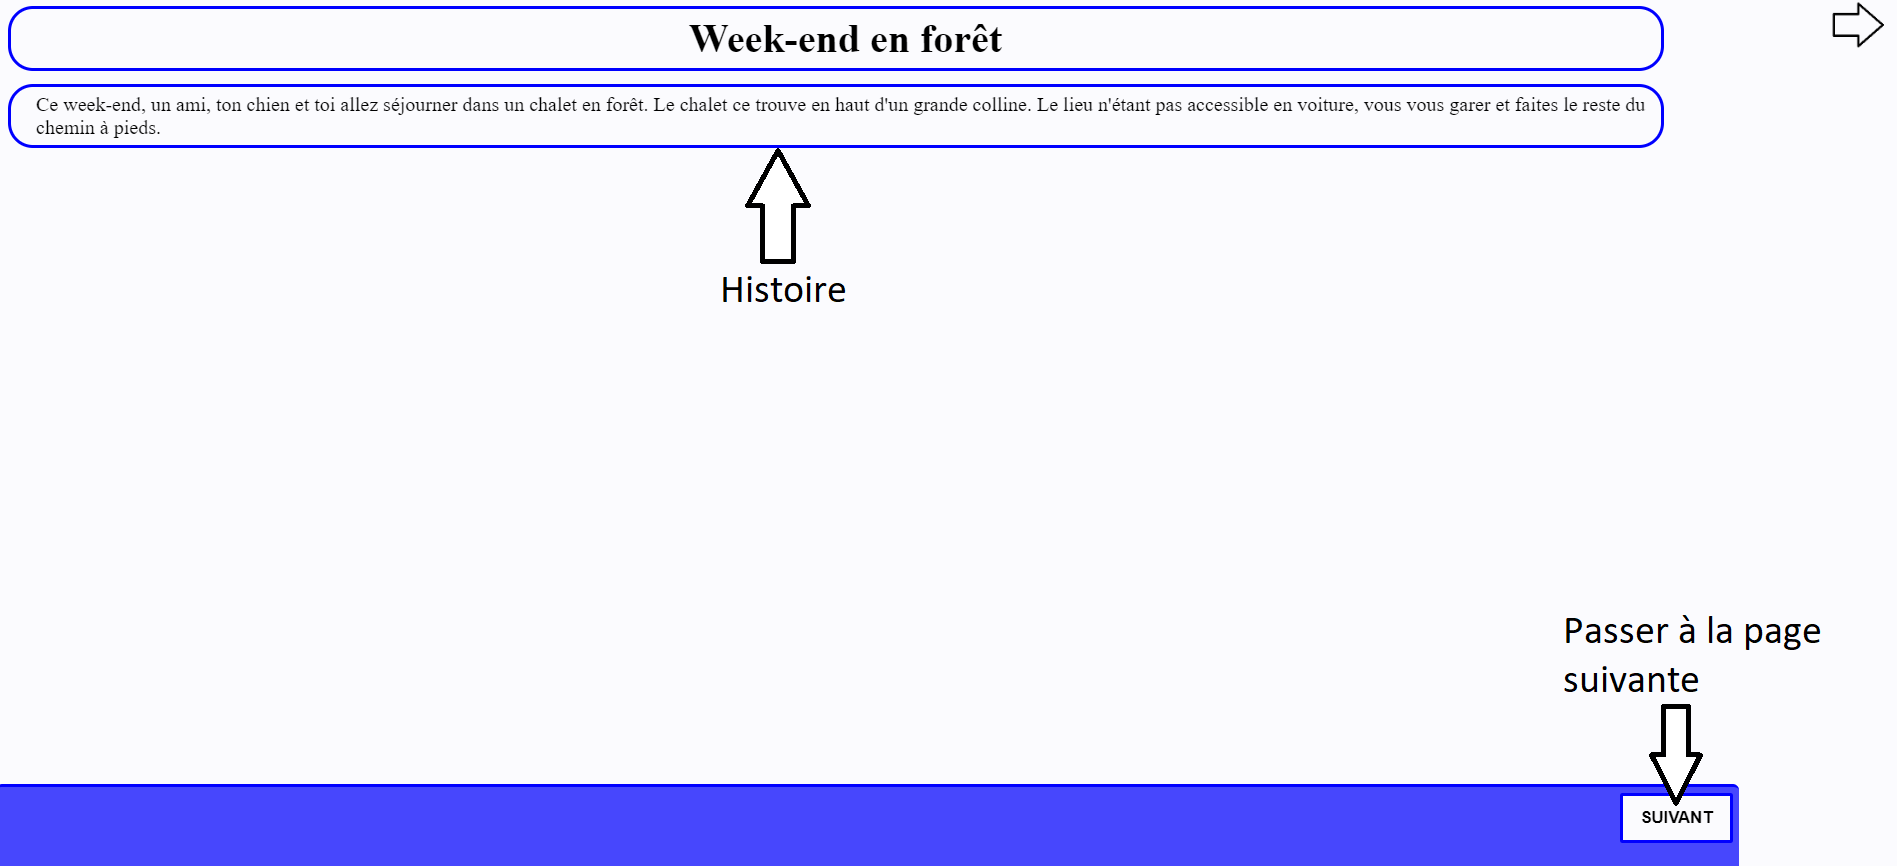 Week-end en forêt
Ce week-end, un ami, ton chien et toi allez séjourner dans un chalet en forêt. Le chalet ce trouve en haut d'un grande colline. Le lieu n'étant pas accessible en voiture, vous vous garer et faites le reste du
chemin à pieds.
Histoire
Passer à la page
suivante
SUIVANT